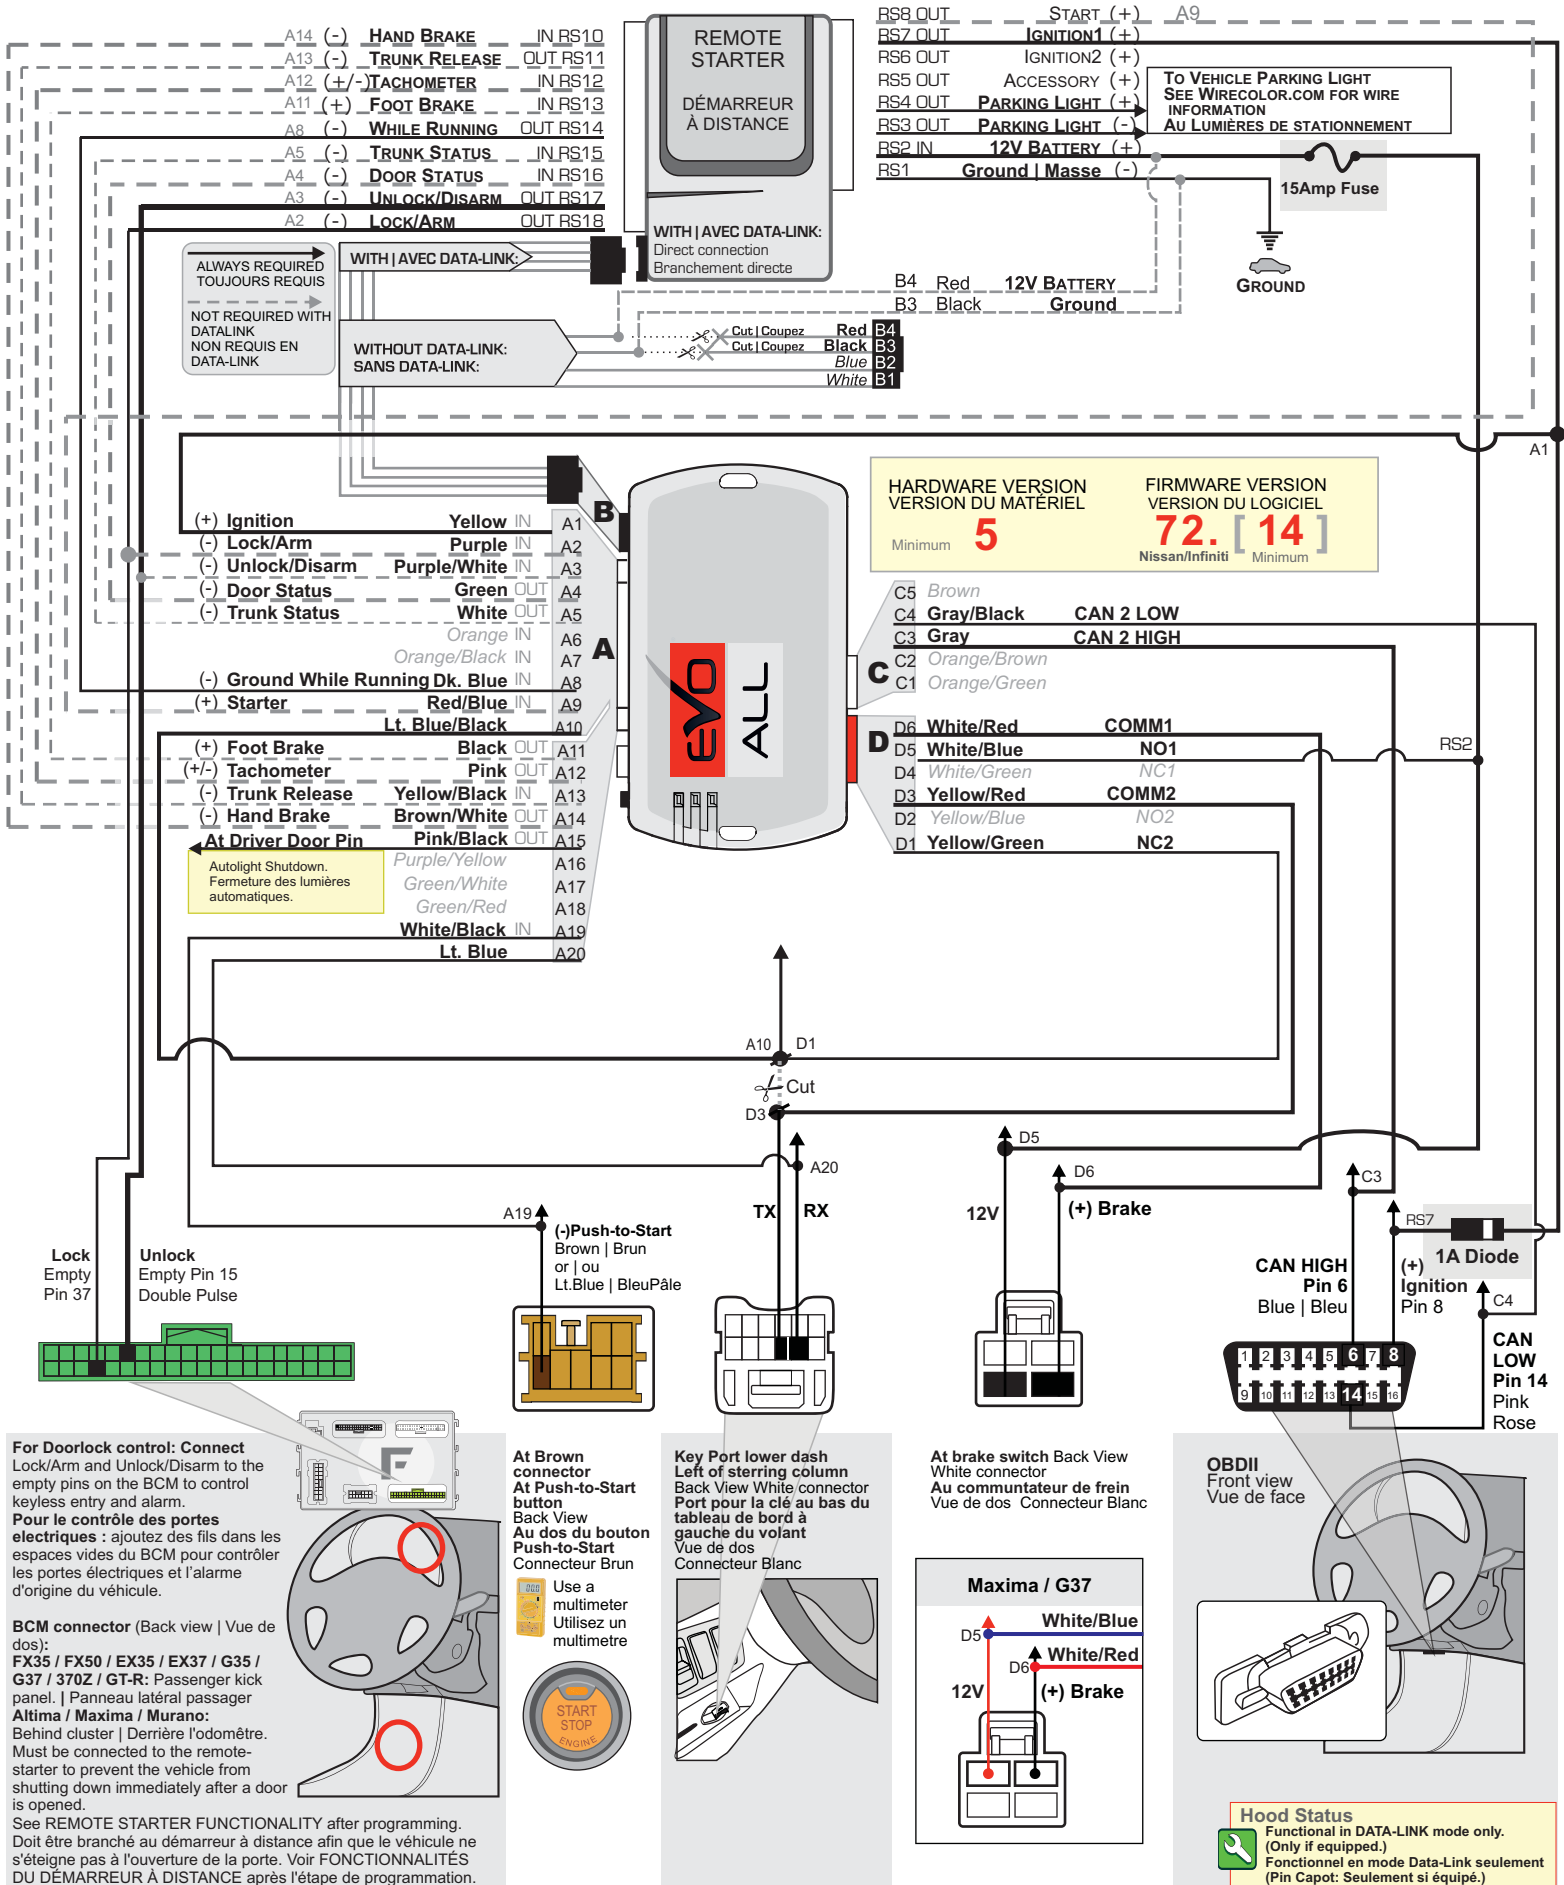 A14 (-) HAND BRAKE IN RS10
A13 (-) TRUNK RELEASE OUT RS11
A12 (+/-) TACHOMETER IN RS12
A11 (+) FOOT BRAKE IN RS13
A8 (-) WHILE RUNNING OUT RS14
A5 (-) TRUNK STATUS IN RS15
A4 (-) DOOR STATUS IN RS16
A3 (-) UNLOCK/DISARM OUT RS17
A2 (-) LOCK/ARM OUT RS18
REMOTE
STARTER
DÉMARREUR
À DISTANCE
WITH | AVEC DATA-LINK:
Direct connection
Branchement directe
RS8 OUT START (+) A9
RS7 OUT IGNITION1 (+)
RS6 OUT IGNITION2 (+)
RS5 OUT ACCESSORY (+)
RS4 OUT PARKING LIGHT (+)
RS3 OUT PARKING LIGHT (-)
RS2 IN 12V BATTERY (+)
RS1 Ground | Masse (-)
TO VEHICLE PARKING LIGHT
SEE WIRECOLOR.COM FOR WIRE
INFORMATION
AU LUMIÈRES DE STATIONNEMENT
15Amp Fuse
GROUND
ALWAYS REQUIRED
TOUJOURS REQUIS
NOT REQUIRED WITH
DATALINK
NON REQUIS EN
DATA-LINK
WITH | AVEC DATA-LINK:
WITHOUT DATA-LINK:
SANS DATA-LINK:
B4 Red 12V BATTERY
B3 Black Ground
Cut | Coupez Red B4
Cut | Coupez Black B3
Blue B2
White B1
A1
HARDWARE VERSION
VERSION DU MATÉRIEL
Minimum 5
FIRMWARE VERSION
VERSION DU LOGICIEL
72. [ 14 ]
Nissan/Infiniti Minimum
B
A
C
D
EVO
ALL
(+) Ignition Yellow IN A1
(-) Lock/Arm Purple IN A2
(-) Unlock/Disarm Purple/White IN A3
(-) Door Status Green OUT A4
(-) Trunk Status White OUT A5
Orange IN A6
Orange/Black IN A7
(-) Ground While Running Dk. Blue IN A8
(+) Starter Red/Blue IN A9
Lt. Blue/Black A10
(+) Foot Brake Black OUT A11
(+/-) Tachometer Pink OUT A12
(-) Trunk Release Yellow/Black IN A13
(-) Hand Brake Brown/White OUT A14
At Driver Door Pin Pink/Black OUT A15
Purple/Yellow A16
Green/White A17
Green/Red A18
White/Black IN A19
Lt. Blue A20
Autolight Shutdown.
Fermeture des lumières
automatiques.
C5 Brown
C4 Gray/Black CAN 2 LOW
C3 Gray CAN 2 HIGH
C2 Orange/Brown
C1 Orange/Green
D6 White/Red COMM1
D5 White/Blue NO1
D4 White/Green NC1
D3 Yellow/Red COMM2
D2 Yellow/Blue NO2
D1 Yellow/Green NC2
RS2
A10 D1
Cut
D3
A20
TX RX
A19
(-)Push-to-Start
Brown | Brun
or | ou
Lt.Blue | BleuPâle
D5
D6
12V
(+) Brake
C3
RS7
1A Diode
CAN HIGH
Pin 6
Blue | Bleu
(+)
Ignition
Pin 8
C4
CAN
LOW
Pin 14
Pink
Rose
Lock
Empty
Pin 37
Unlock
Empty Pin 15
Double Pulse
1 2 3 4 5 6 7 8
9 10 11 12 13 14 15 16
F
For Doorlock control: Connect
Lock/Arm and Unlock/Disarm to the
empty pins on the BCM to control
keyless entry and alarm.
Pour le contrôle des portes
electriques : ajoutez des fils dans les
espaces vides du BCM pour contrôler
les portes électriques et l'alarme
d'origine du véhicule.
BCM connector (Back view | Vue de
dos):
FX35 / FX50 / EX35 / EX37 / G35 /
G37 / 370Z / GT-R: Passenger kick
panel. | Panneau latéral passager
Altima / Maxima / Murano:
Behind cluster | Derrière l'odomêtre.
Must be connected to the remote-
starter to prevent the vehicle from
shutting down immediately after a door
is opened.
See REMOTE STARTER FUNCTIONALITY after programming.
Doit être branché au démarreur à distance afin que le véhicule ne
s'éteigne pas à l'ouverture de la porte. Voir FONCTIONNALITÉS
DU DÉMARREUR À DISTANCE après l'étape de programmation.
At Brown
connector
At Push-to-Start
button
Back View
Au dos du bouton
Push-to-Start
Connecteur Brun
Use a
multimeter
Utilisez un
multimetre
START
STOP
ENGINE
Key Port lower dash
Left of sterring column
Back View White connector
Port pour la clé au bas du
tableau de bord à
gauche du volant
Vue de dos
Connecteur Blanc
At brake switch Back View
White connector
Au communtateur de frein
Vue de dos Connecteur Blanc
Maxima / G37
D5 White/Blue
D6 White/Red
12V (+) Brake
OBDII
Front view
Vue de face
Hood Status
Functional in DATA-LINK mode only.
(Only if equipped.)
Fonctionnel en mode Data-Link seulement
(Pin Capot: Seulement si équipé.)